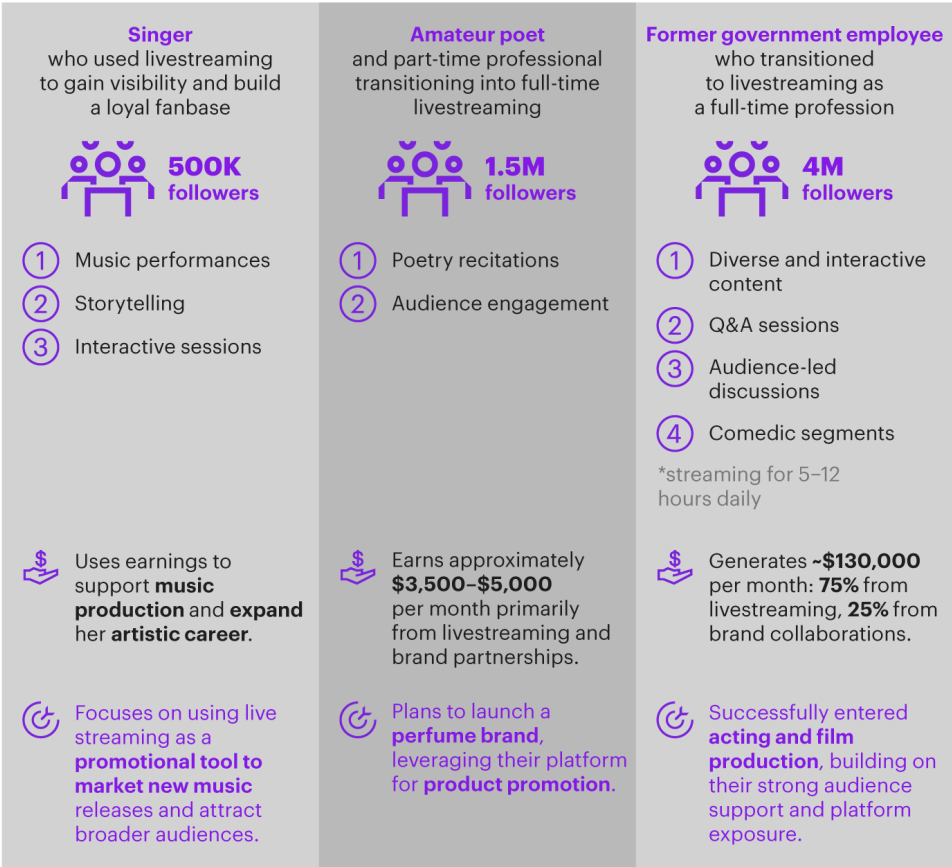 Singer
who used livestreaming
to gain visibility and build
a loyal fanbase
500K
followers
1 Music performances
2 Storytelling
3 Interactive sessions
$
Uses earnings to
support music
production and expand
her artistic career.
Focuses on using live
streaming as a
promotional tool to
market new music
releases and attract
broader audiences.
Amateur poet
and part-time professional
transitioning into full-time
livestreaming
1.5M
followers
1 Poetry recitations
2 Audience engagement
$
Earns approximately
$3,500–$5,000
per month primarily
from livestreaming and
brand partnerships.
Plans to launch a
perfume brand,
leveraging their platform
for product promotion.
Former government employee
who transitioned
to livestreaming as
a full-time profession
4M
followers
1 Diverse and interactive
content
2 Q&A sessions
3 Audience-led
discussions
4 Comedic segments
*streaming for 5–12
hours daily
$
Generates ~$130,000
per month: 75% from
livestreaming, 25% from
brand collaborations.
Successfully entered
acting and film
production, building on
their strong audience
support and platform
exposure.